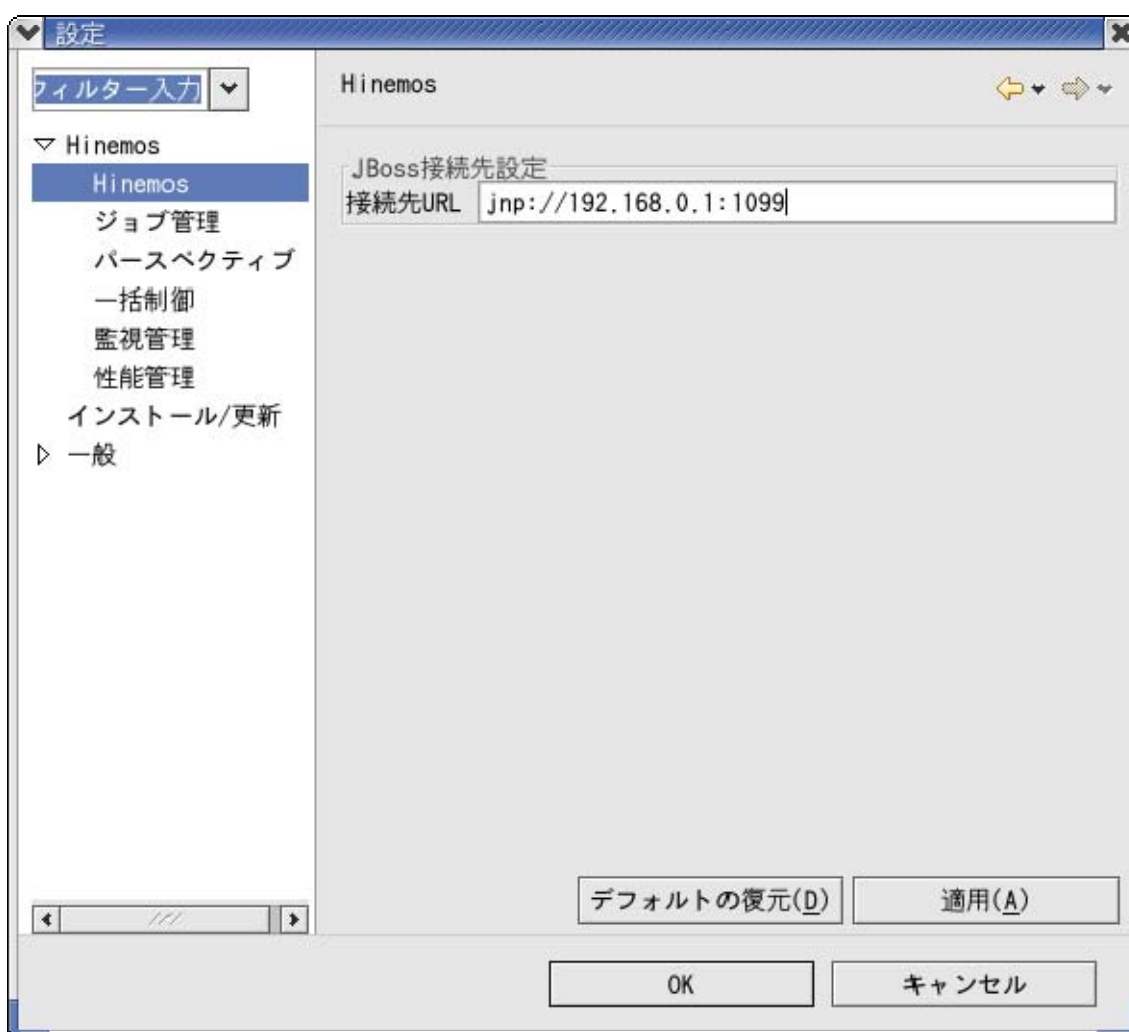 設定
フィルター入力
Hinemos
Hinemos
ジョブ管理
パースペクティブ
一括制御
監視管理
性能管理
インストール/更新
一般
Hinemos
JBoss接続先設定
接続先URL jnp://192.168.0.1:1099
デフォルトの復元(D) 適用(A)
OK キャンセル